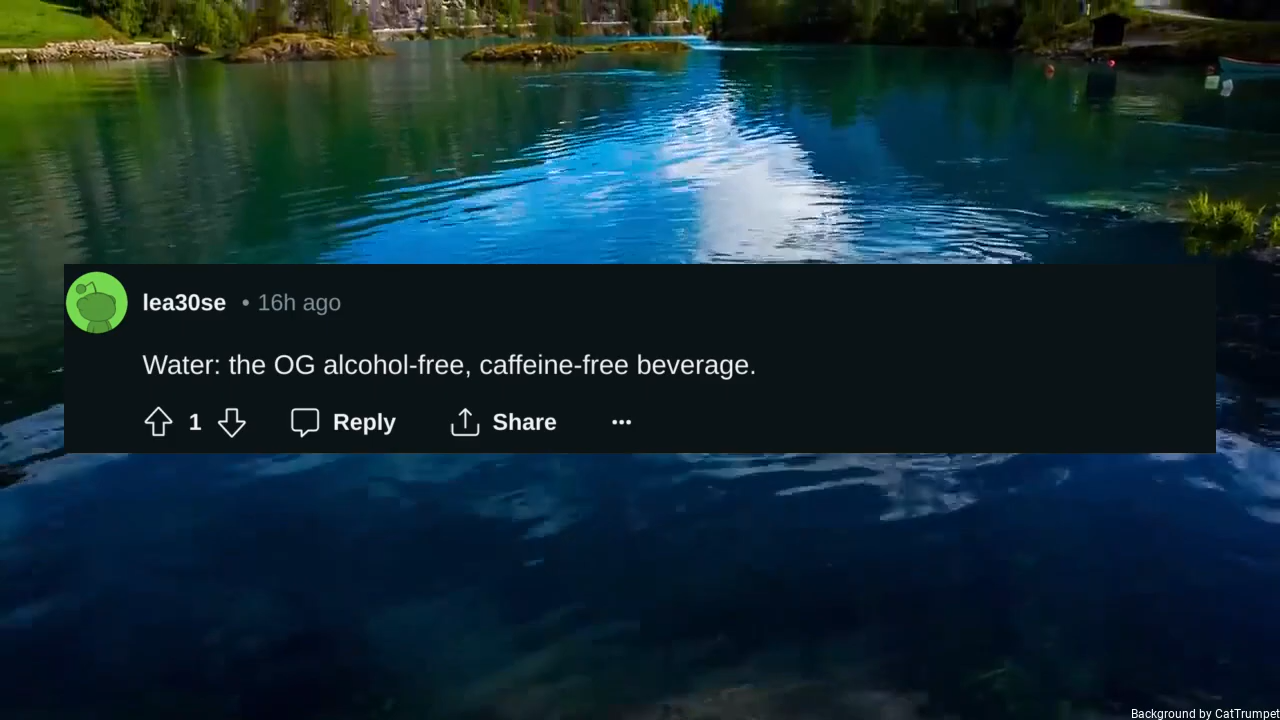 lea30se • 16h ago
Water: the OG alcohol-free, caffeine-free beverage.
1 Reply Share ...
Background by CatTrumpet